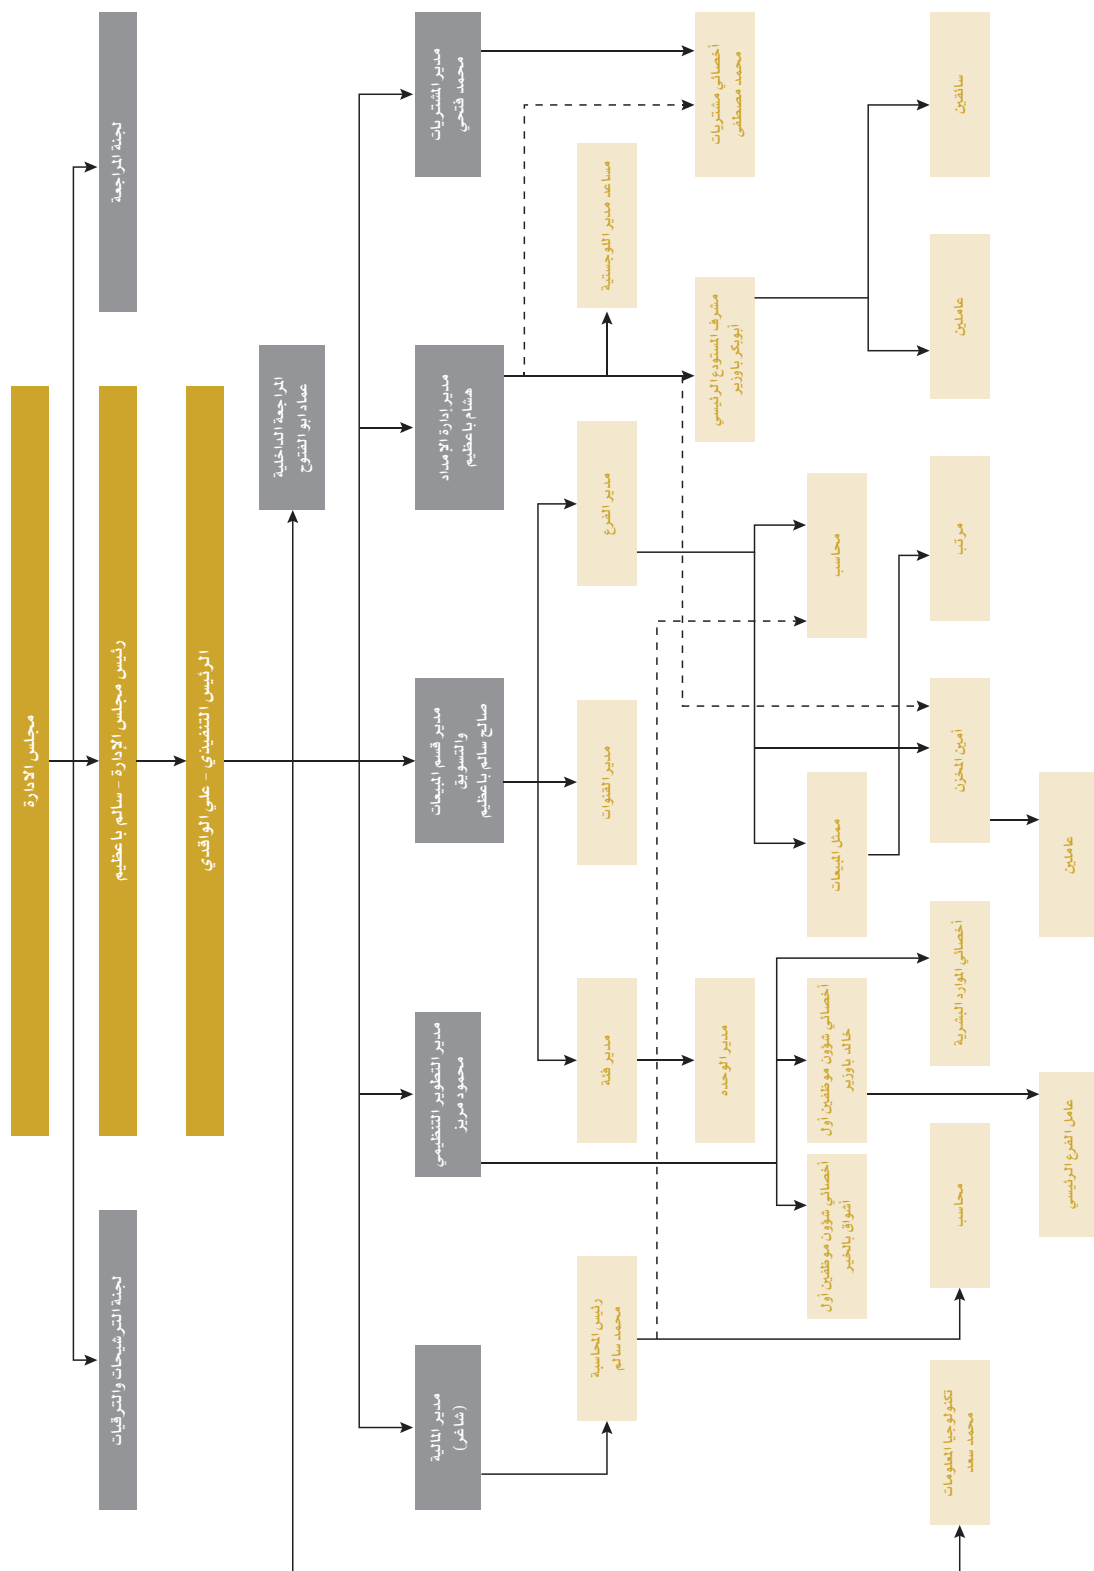 مجلس الادارة
لجنة المراجعة
رئيس مجلس الإدارة - سالم باعظيم
لجنة الترشيحات والترقيات
الرئيس التنفيذي - علي الواقدي
المراجعة الداخلية
عماد ابو الفتوح
مدير المشتريات
محمد فتحي
مدير إدارة الإمداد
هشام باعظيم
مدير قسم المبيعات
والتسويق
صالح سالم باعظيم
مدير التطوير التنظيمي
محمود مريز
مدير المالية
(شاغر)
مساعد مدير اللوجستية
مدير الفرع
مدير القنوات
مدير فئة
رئيس المحاسبة
محمد سالم
أخصائي مشتريات
محمد مصطفى
مشرف المستودع الرئيسي
أبوبكر باوزير
مدير الوحده
محاسب
ممثل المبيعات
أخصائي شؤون موظفين أول
خالد باوزير
أخصائي شؤون موظفين أول
أشواق بالخير
سائقين
عاملين
مرتب
أمين المخزن
أخصائي الموارد البشرية
محاسب
تكنولوجيا المعلومات
محمد سعد
عاملين
عامل الفرع الرئيسي